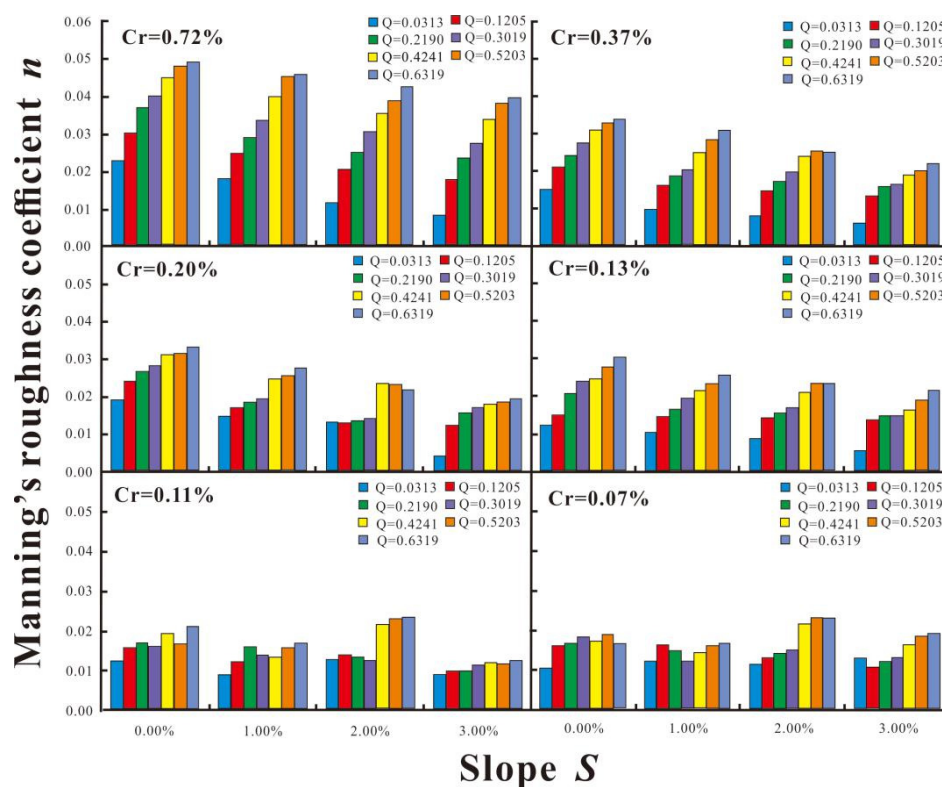 Manning's roughness coefficient n
0.06
0.05
0.04
0.03
0.02
0.01
0.00
Cr=0.72%
Q=0.0313 Q=0.1205
Q=0.2190 Q=0.3019
Q=0.4241 Q=0.5203
Q=0.6319
Cr=0.37%
Q=0.0313 Q=0.1205
Q=0.2190 Q=0.3019
Q=0.4241 Q=0.5203
Q=0.6319
0.05
0.04
0.03
0.02
0.01
0.00
Cr=0.20%
Q=0.0313 Q=0.1205
Q=0.2190 Q=0.3019
Q=0.4241 Q=0.5203
Q=0.6319
Cr=0.13%
Q=0.0313 Q=0.1205
Q=0.2190 Q=0.3019
Q=0.4241 Q=0.5203
Q=0.6319
0.05
0.04
0.03
0.02
0.01
0.00
Cr=0.11%
Q=0.0313 Q=0.1205
Q=0.2190 Q=0.3019
Q=0.4241 Q=0.5203
Q=0.6319
Cr=0.07%
Q=0.0313 Q=0.1205
Q=0.2190 Q=0.3019
Q=0.4241 Q=0.5203
Q=0.6319
0.00% 1.00% 2.00% 3.00% 0.00% 1.00% 2.00% 3.00%
Slope S